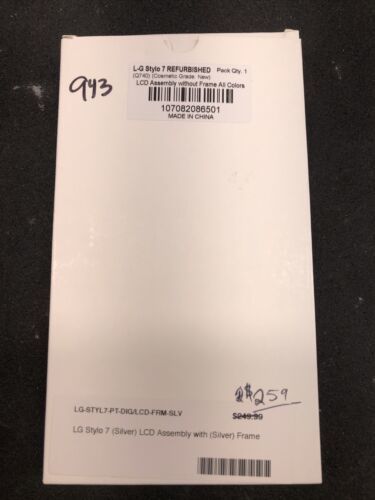 943
L-G Stylo 7 REFURBISHED Pack Qty. 1
(Q740) (Cosmetic Grade: New)
LCD Assembly without Frame All Colors
107082086501
MADE IN CHINA
$259
LG-STYL7-PT-DIG/LCD-FRM-SLV
$249.99
LG Stylo 7 (Silver) LCD Assembly with (Silver) Frame